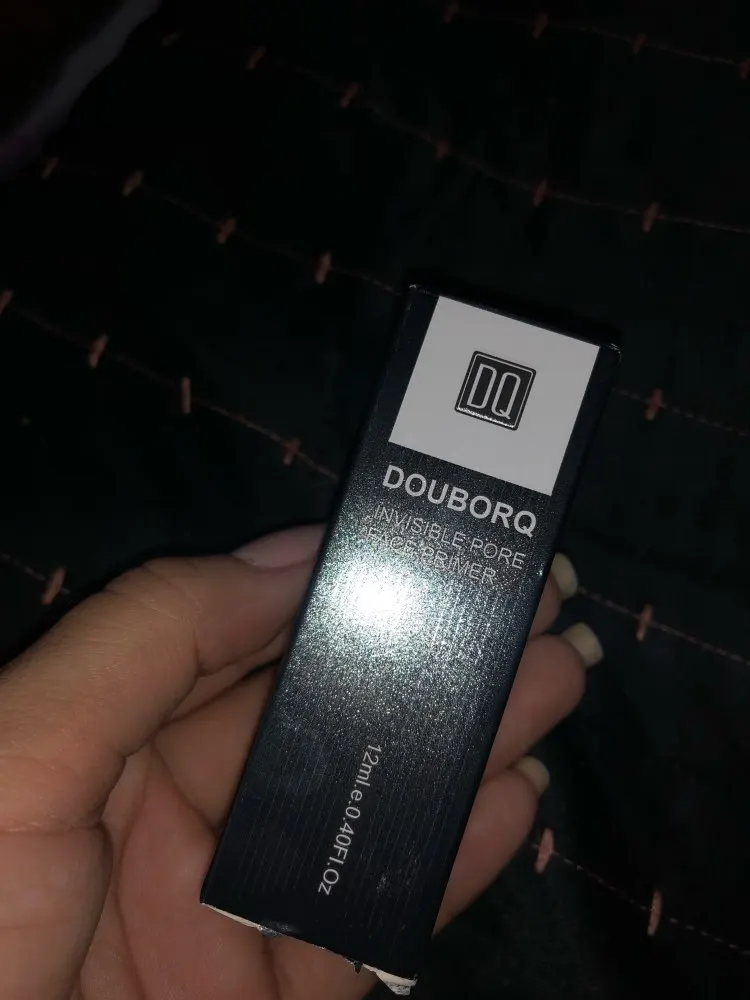 DQ
DOUBORQ
INVISIBLE PORE
FACE PRIMER
12ml.e.0.40Fl.Oz